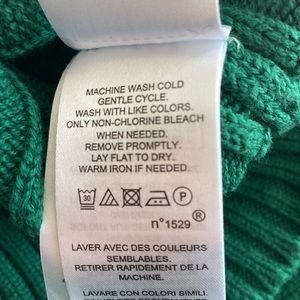 MACHINE WASH COLD
GENTLE CYCLE.
WASH WITH LIKE COLORS.
ONLY NON-CHLORINE BLEACH
WHEN NEEDED.
REMOVE PROMPTLY.
LAY FLAT TO DRY.
WARM IRON IF NEEDED.
30 P
n°1529 ®
LAVER AVEC DES COULEURS
SEMBLABLES.
RETIRER RAPIDEMENT DE LA
MACHINE.
LAVARE CON COLORI SIMILI.